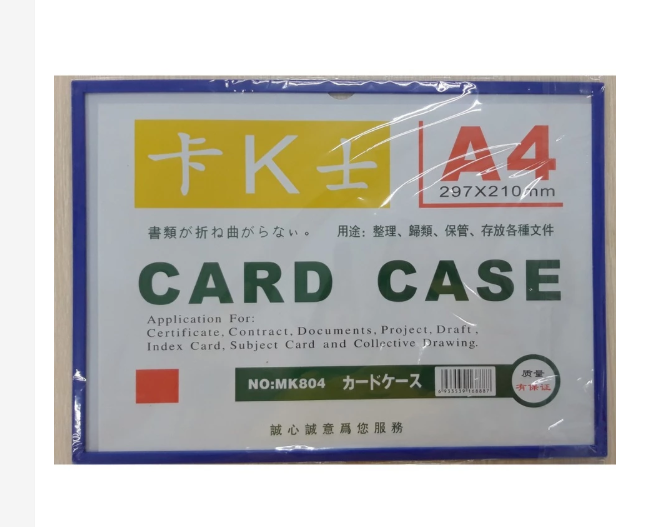 卡K士
A4
297X210mm
書類が折ね曲がらない。 用途：整理、歸類、保管、存放各種文件
CARD CASE
Application For:
Certificate, Contract, Documents, Project, Draft,
Index Card, Subject Card and Collective Drawing.
NO:MK804 カードケース
质量
有保证
誠心誠意爲您服務